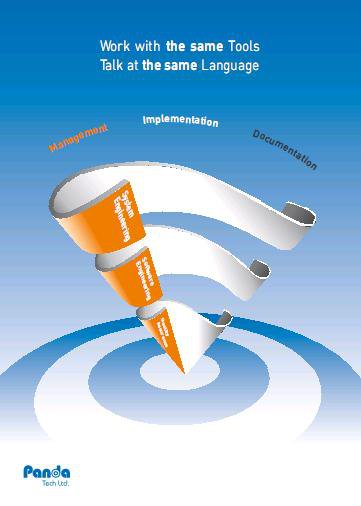 Work with the same Tools
Talk at the same Language
Management
Implementation
Documentation
System
Engineering
Software
Engineering
Panda
Tech Ltd.